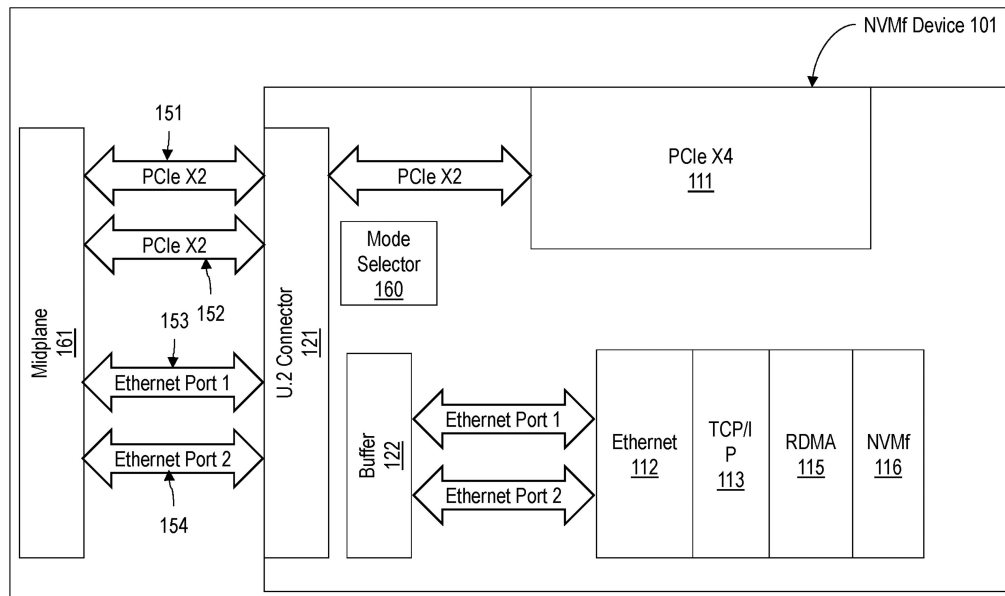 NVMf Device 101
151
PCIe X2
PCIe X2
152
153
Ethernet Port 1
Ethernet Port 2
154
Midplane
161
U.2 Connector
121
PCIe X2
PCIe X4
111
Mode
Selector
160
Buffer
122
Ethernet Port 1
Ethernet Port 2
Ethernet
112
TCP/I
P
113
RDMA
115
NVMf
116